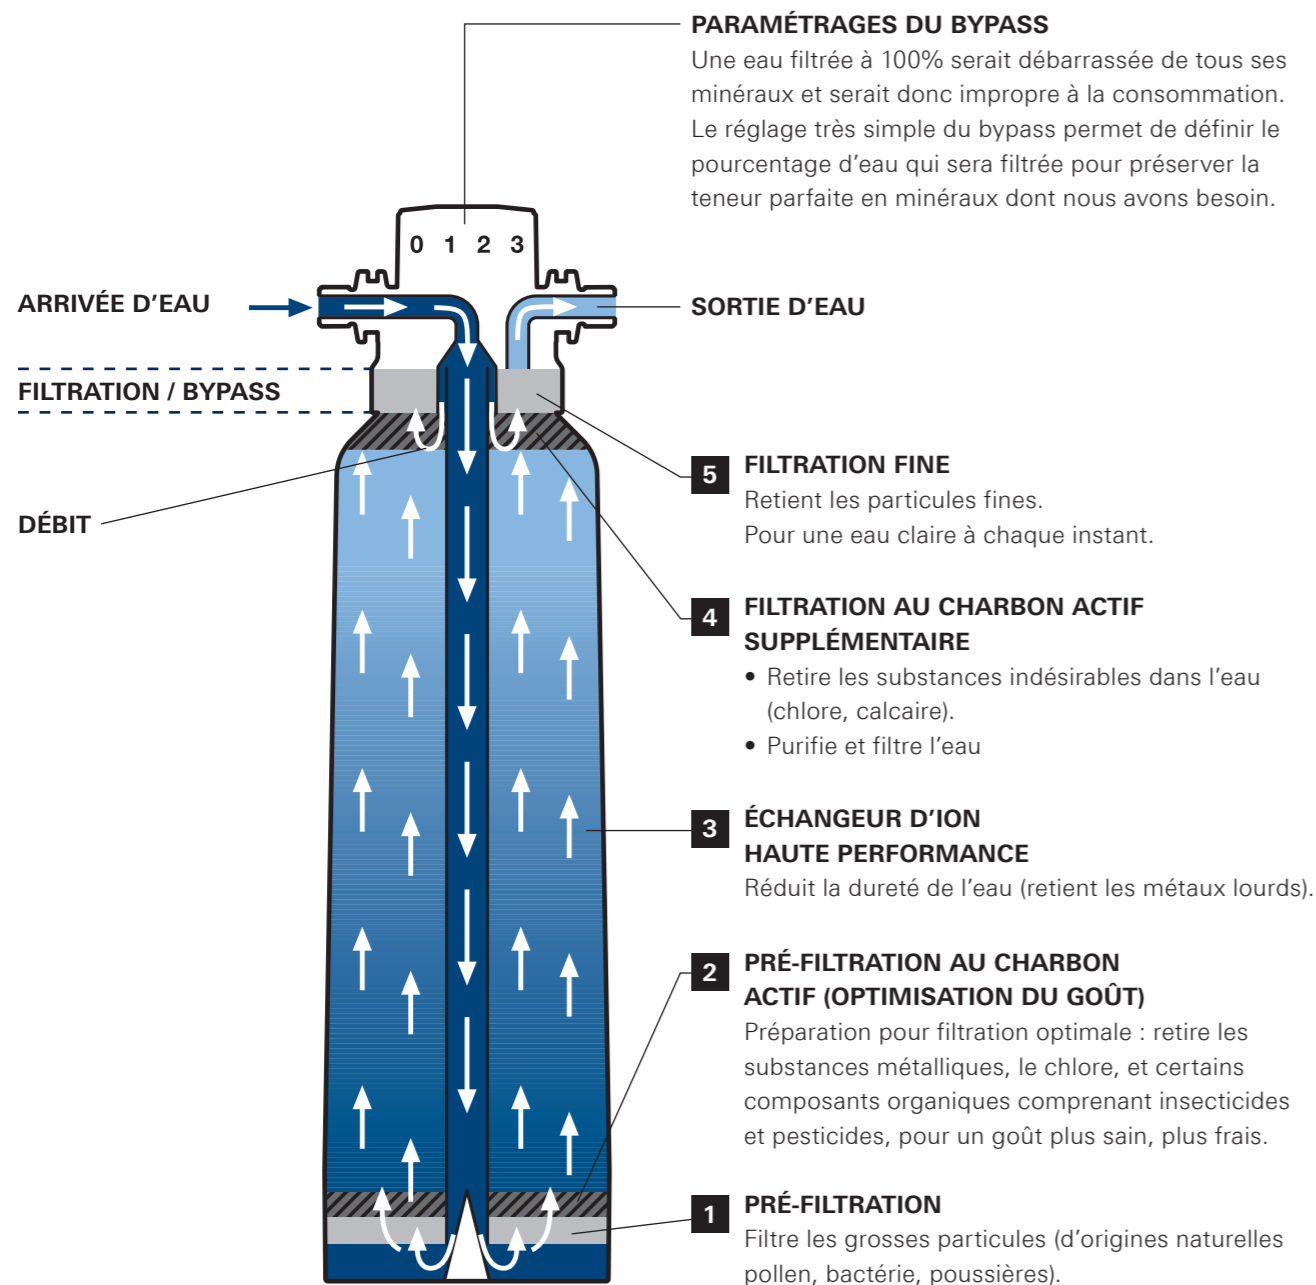 PARAMÉTRAGES DU BYPASS
Une eau filtrée à 100% serait débarrassée de tous ses
minéraux et serait donc impropre à la consommation.
Le réglage très simple du bypass permet de définir le
pourcentage d’eau qui sera filtrée pour préserver la
teneur parfaite en minéraux dont nous avons besoin.
0 1 2 3
ARRIVÉE D’EAU
SORTIE D’EAU
FILTRATION / BYPASS
DÉBIT
5 FILTRATION FINE
Retient les particules fines.
Pour une eau claire à chaque instant.
4 FILTRATION AU CHARBON ACTIF
SUPPLÉMENTAIRE
• Retire les substances indésirables dans l’eau
(chlore, calcaire).
• Purifie et filtre l’eau
3 ÉCHANGEUR D’ION
HAUTE PERFORMANCE
Réduit la dureté de l’eau (retient les métaux lourds).
2 PRÉ-FILTRATION AU CHARBON
ACTIF (OPTIMISATION DU GOÛT)
Préparation pour filtration optimale : retire les
substances métalliques, le chlore, et certains
composants organiques comprenant insecticides
et pesticides, pour un goût plus sain, plus frais.
1 PRÉ-FILTRATION
Filtre les grosses particules (d’origines naturelles
pollen, bactérie, poussières).